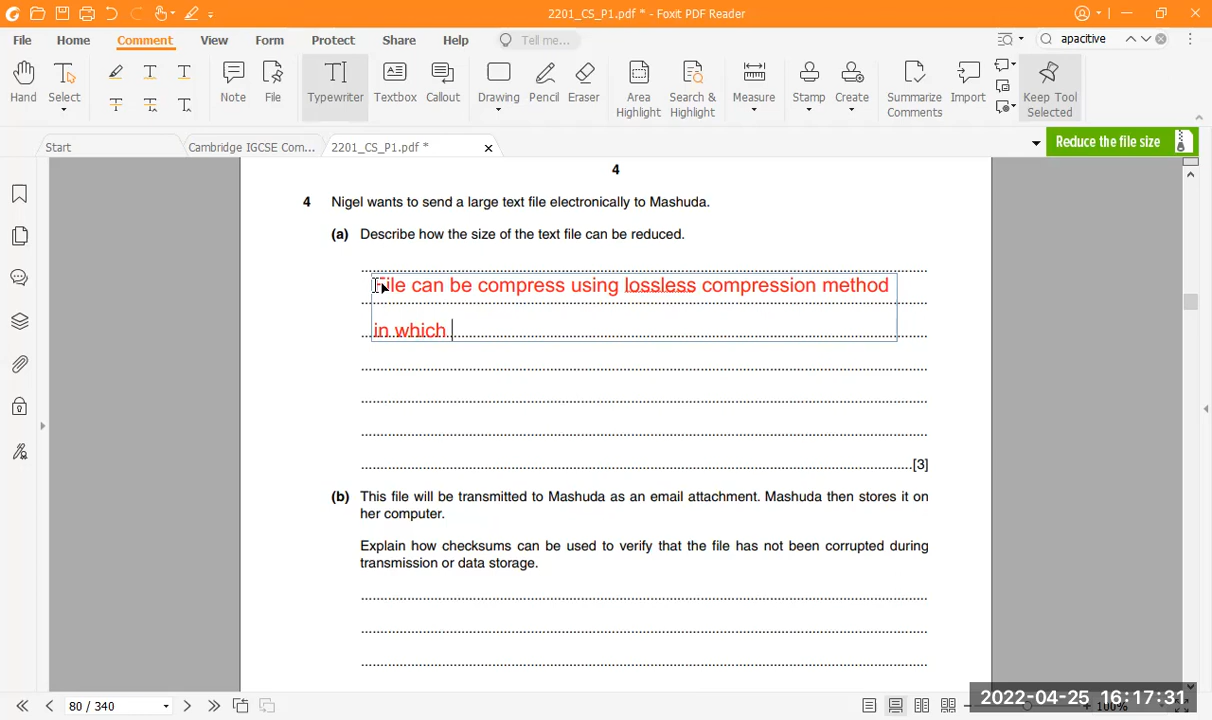 2201_CS_P1.pdf * - Foxit PDF Reader
File Home Comment View Form Protect Share Help Tell me... apacitive
Hand Select Note File Typewriter Textbox Callout Drawing Pencil Eraser Area Highlight Search & Highlight Measure Stamp Create Summarize Comments Import Keep Tool Selected
Start Cambridge IGCSE Com... 2201_CS_P1.pdf * Reduce the file size
4
4 Nigel wants to send a large text file electronically to Mashuda.
(a) Describe how the size of the text file can be reduced.
File can be compress using lossless compression method
in which
[3]
(b) This file will be transmitted to Mashuda as an email attachment. Mashuda then stores it on
her computer.
Explain how checksums can be used to verify that the file has not been corrupted during
transmission or data storage.
80 / 340
2022-04-25 16:17:31
100%